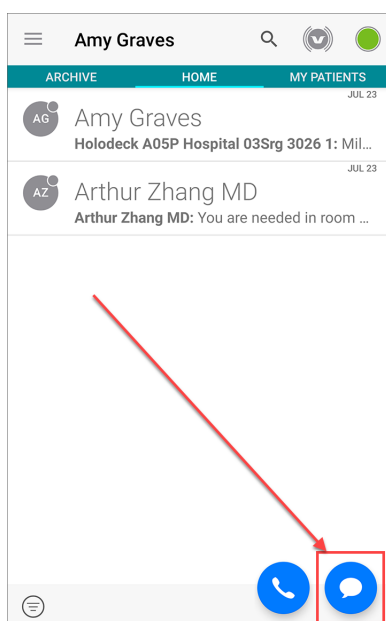 Amy Graves
ARCHIVE HOME MY PATIENTS
JUL 23
AG
Amy Graves
Holodeck A05P Hospital 03Srg 3026 1: Mil...
JUL 23
AZ
Arthur Zhang MD
Arthur Zhang MD: You are needed in room ...